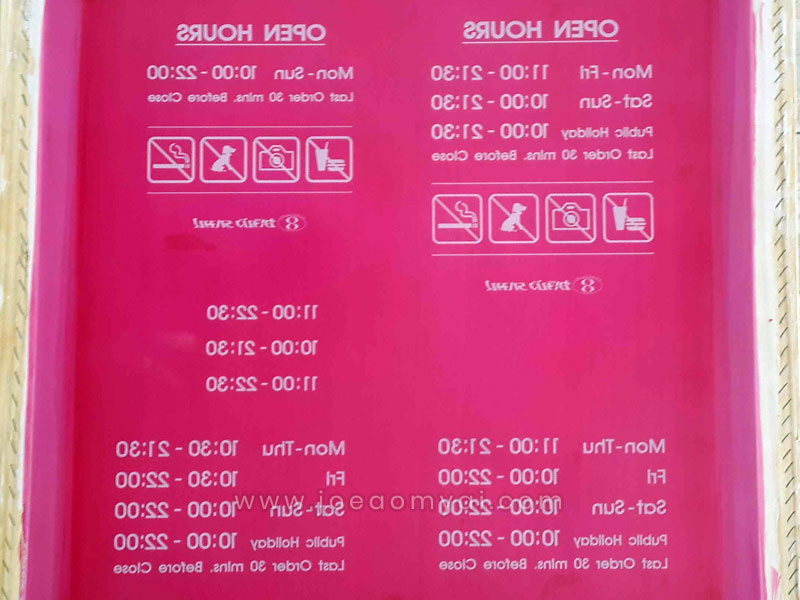 OPEN HOURS
Mon-Fri 11:00 - 21:30
Sat-Sun 10:00 - 21:30
Public Holiday 10:00 - 21:30
Last Order 30 mins. Before Close
8
OPEN HOURS
Mon-Sun 10:00 - 22:00
Last Order 30 mins. Before Close
8
11:00 - 22:30
10:00 - 21:30
11:00 - 22:30
Mon-Thu 11:00 - 21:30
Fri 10:00 - 22:00
Sat-Sun 10:00 - 22:00
Public Holiday 10:00 - 22:00
Last Order 30 mins. Before Close
Mon-Thu 10:30 - 21:30
Fri 10:30 - 22:00
Sat-Sun 10:00 - 22:00
Public Holiday 10:00 - 22:00
Last Order 30 mins. Before Close
www.joeaomyai.com